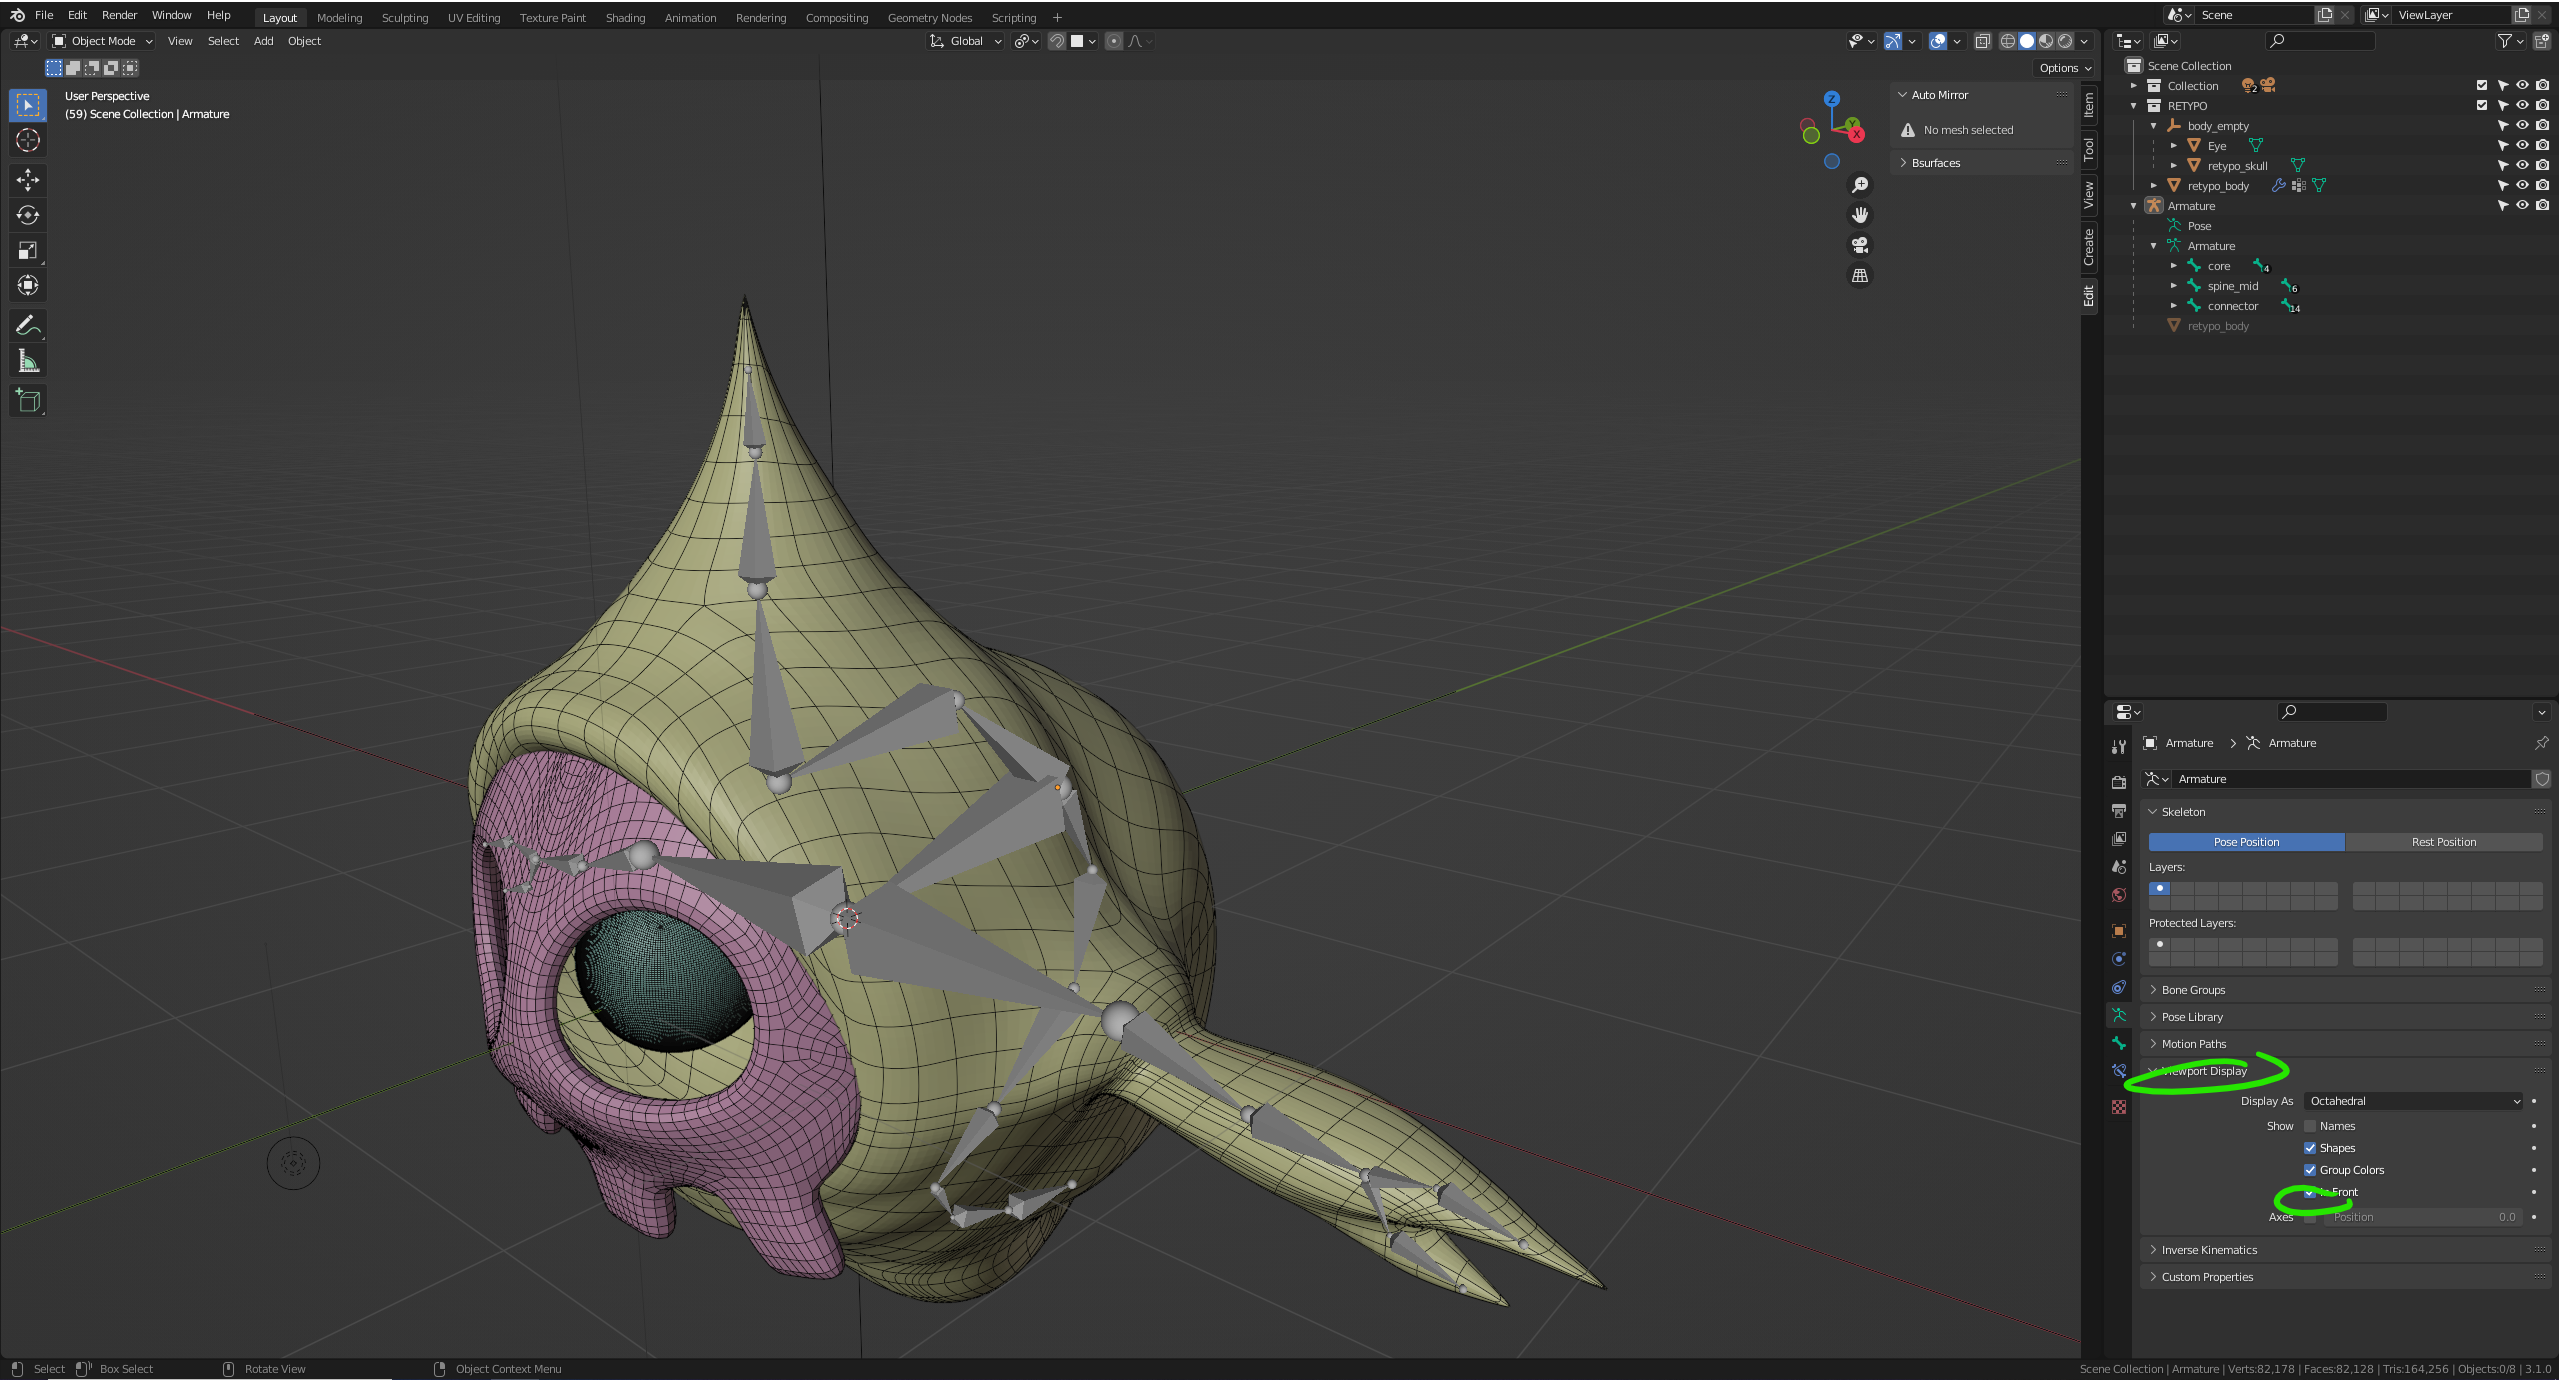 File Edit Render Window Help Layout Modeling Sculpting UV Editing Texture Paint Shading Animation Rendering Compositing Geometry Nodes Scripting + Scene ViewLayer
Object Mode View Select Add Object Global
Options
User Perspective
(59) Scene Collection | Armature
Z
Y
X
Auto Mirror
No mesh selected
Bsurfaces
Item
Tool
View
Create
Edit
Scene Collection
Collection 2
RETYPO
body_empty
Eye
retypo_skull
retypo_body
Armature
Pose
Armature
core 4
spine_mid 6
connector 14
retypo_body
Armature > Armature
Armature
Skeleton
Pose Position Rest Position
Layers:
Protected Layers:
Bone Groups
Pose Library
Motion Paths
Viewport Display
Display As Octahedral
Show Names
Shapes
Group Colors
In Front
Axes Position 0.0
Inverse Kinematics
Custom Properties
Select Box Select Rotate View Object Context Menu
Scene Collection | Armature | Verts:82,178 | Faces:82,128 | Tris:164,256 | Objects:0/8 | 3.1.0